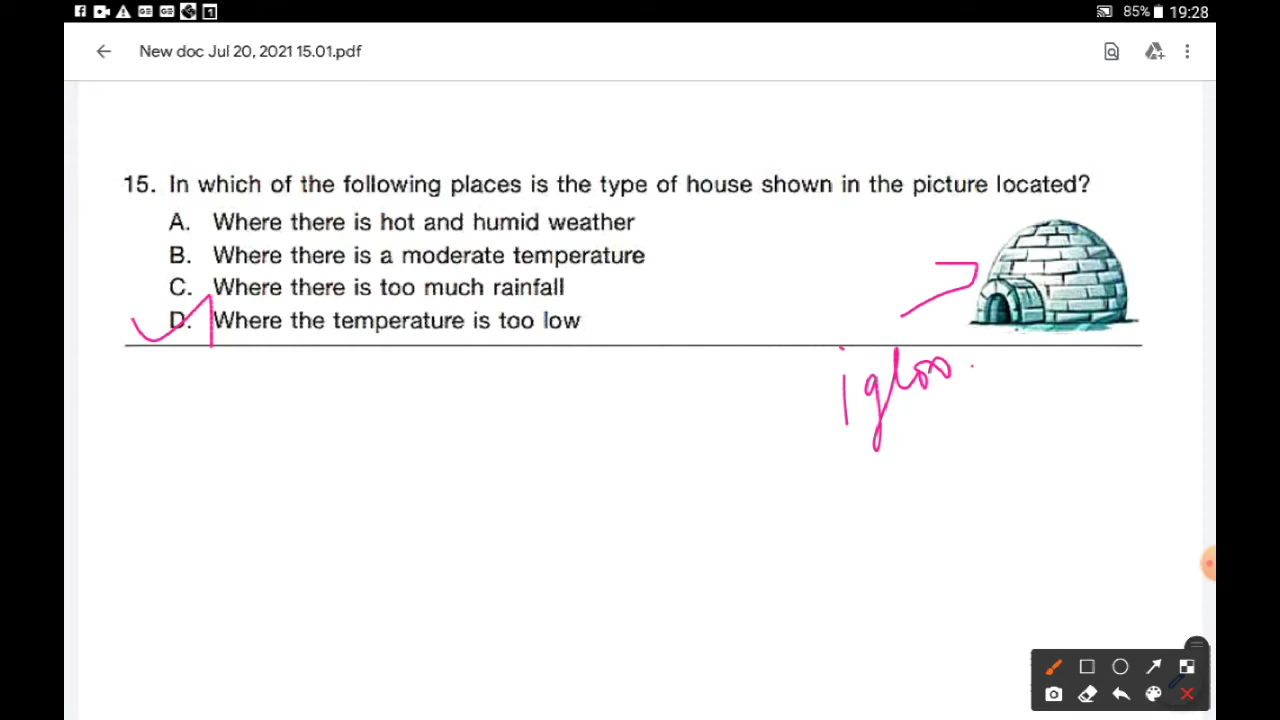 85% 19:28
New doc Jul 20, 2021 15.01.pdf
15. In which of the following places is the type of house shown in the picture located?
A. Where there is hot and humid weather
B. Where there is a moderate temperature
C. Where there is too much rainfall
D. Where the temperature is too low
igloo.